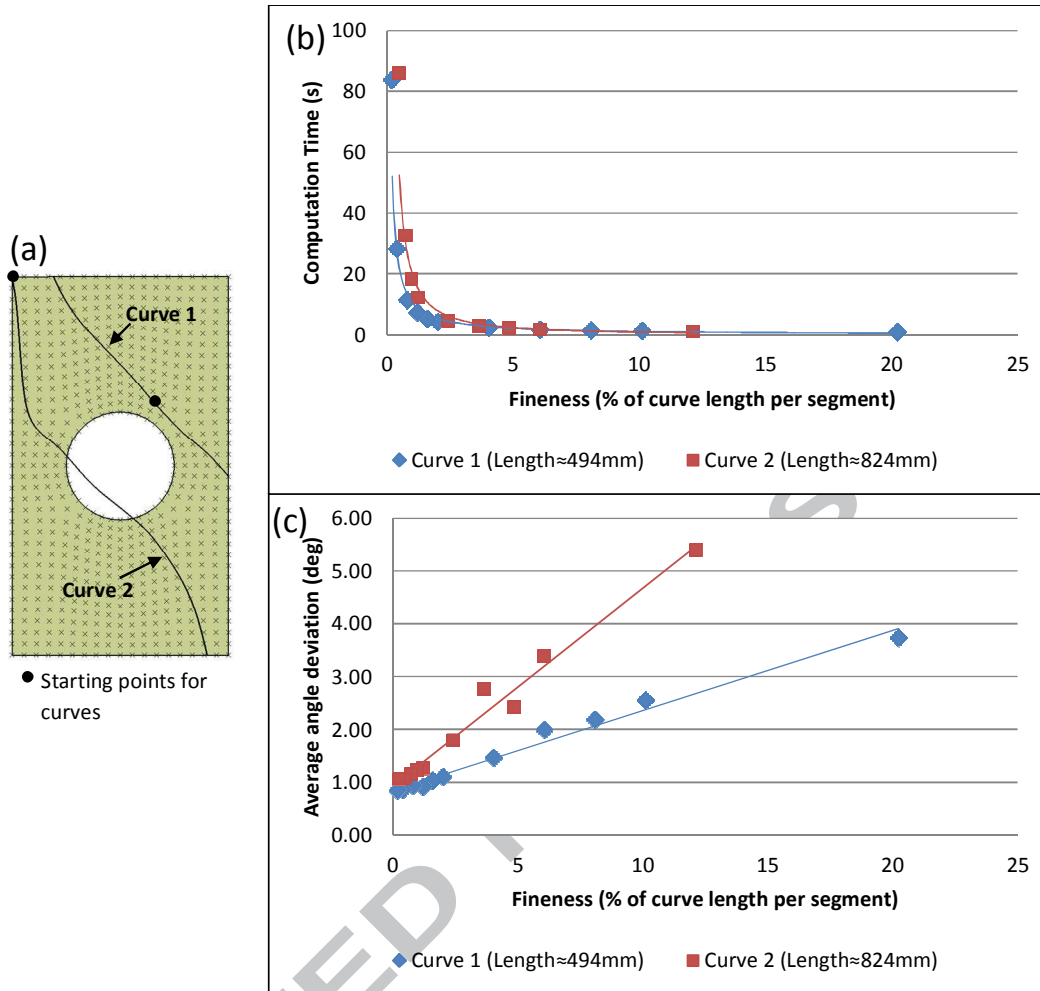 (a)
Curve 1
Curve 2
● Starting points for
curves
(b)
Computation Time (s)
100
80
60
40
20
0
0 5 10 15 20 25
Fineness (% of curve length per segment)
Curve 1 (Length≈494mm) Curve 2 (Length≈824mm)
(c)
Average angle deviation (deg)
6.00
5.00
4.00
3.00
2.00
1.00
0.00
0 5 10 15 20 25
Fineness (% of curve length per segment)
Curve 1 (Length≈494mm) Curve 2 (Length≈824mm)